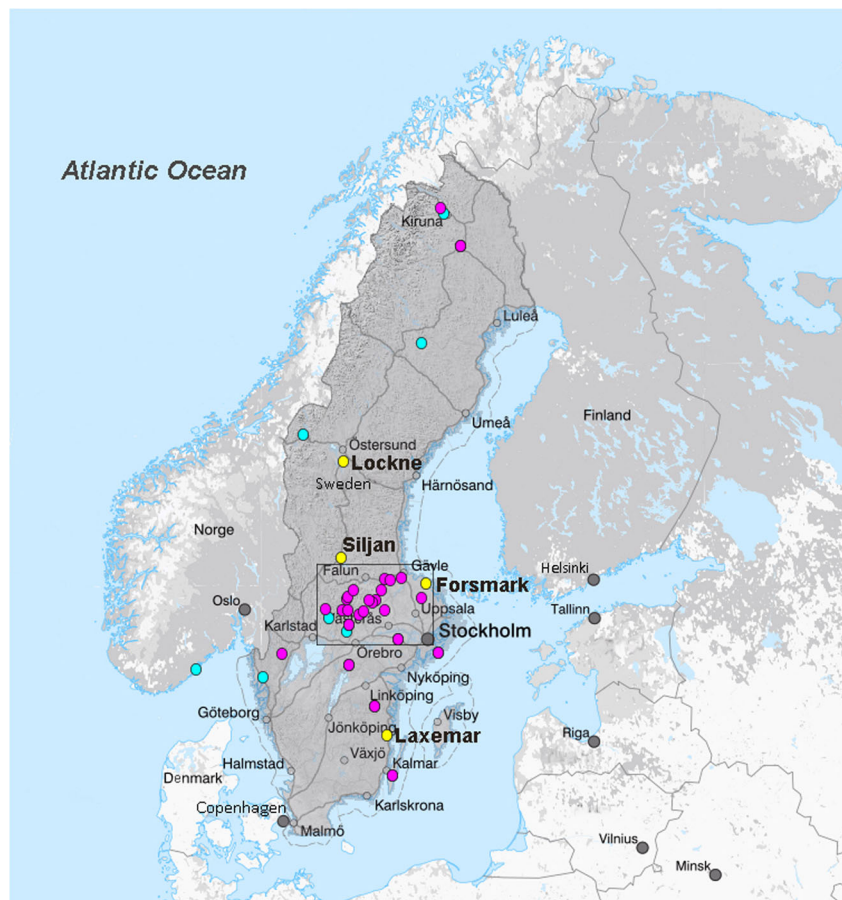 Atlantic Ocean
Kiruna
Luleå
Finland
Umeå
Östersund
Lockne
Sweden
Härnösand
Norge
Siljan
Gävle
Falun
Helsinki
Forsmark
Oslo
Uppsala
Tallinn
Karlstad
Stockholm
Örebro
Nyköping
Linköping
Göteborg
Visby
Jönköping
Riga
Laxemar
Växjö
Halmstad
Kalmar
Denmark
Copenhagen
Karlskrona
Malmö
Vilnius
Minsk